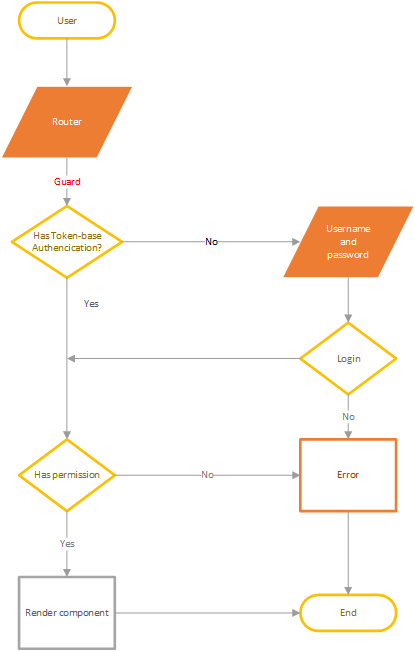 User
Router
Guard
Has Token-base
Authencication?
No
Username
and
password
Yes
Login
No
Has permission
No
Error
Yes
Render component
End